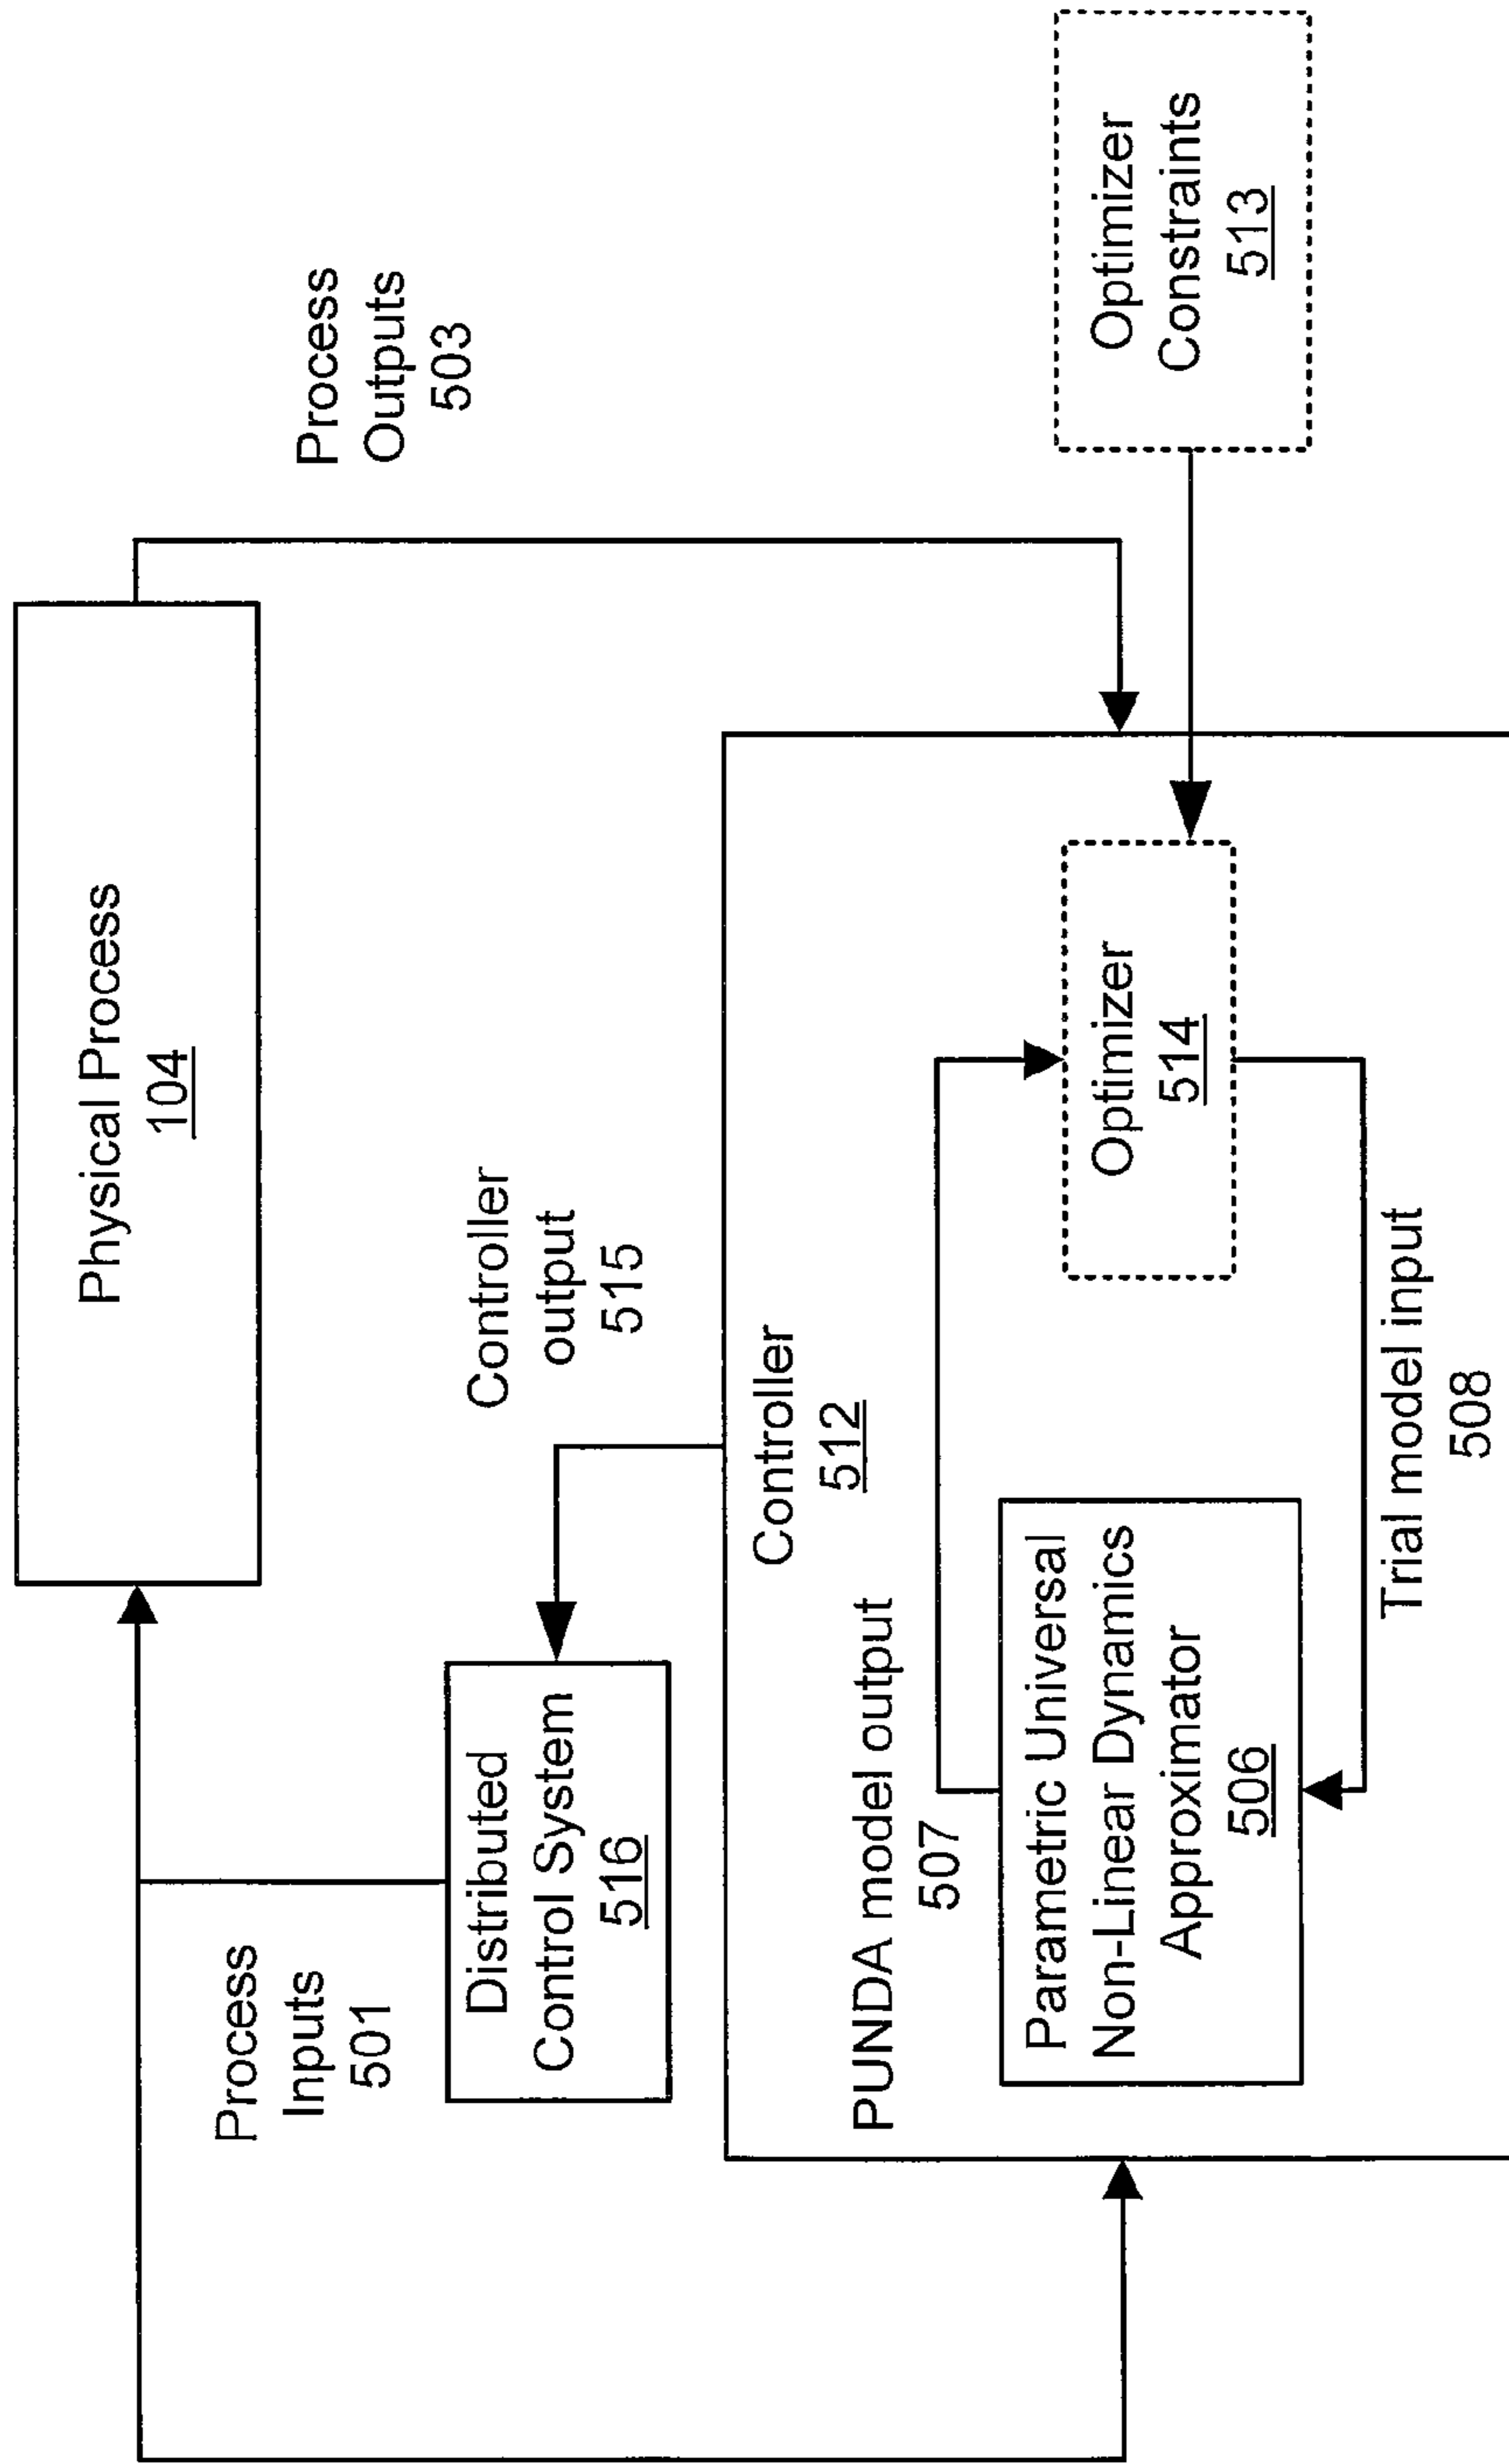 Physical Process
104
Process
Inputs
501
Process
Outputs
503
Distributed
Control System
516
Controller
output
515
Controller
512
PUNDA model output
507
Parametric Universal
Non-Linear Dynamics
Approximator
506
Optimizer
514
Optimizer
Constraints
513
Trial model input
508